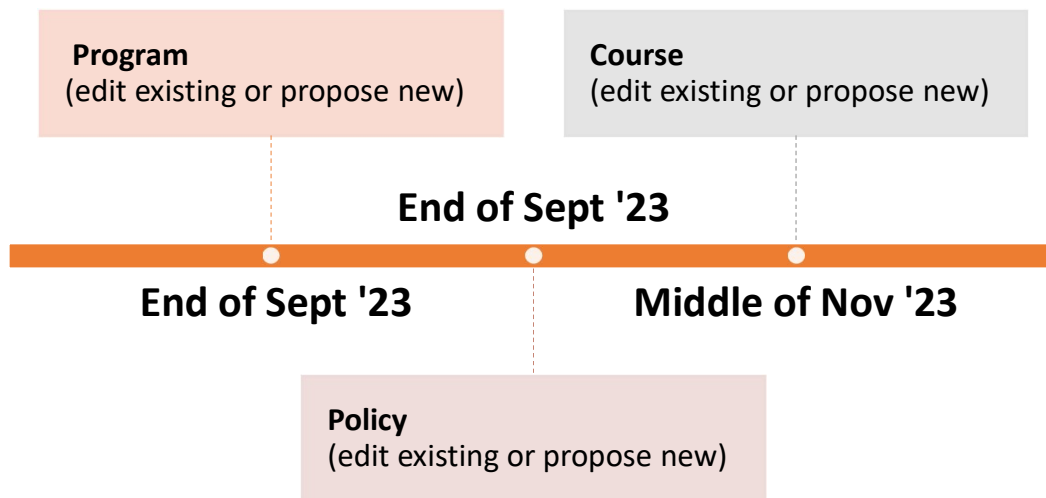 Program
(edit existing or propose new)
Course
(edit existing or propose new)
End of Sept '23
End of Sept '23
Middle of Nov '23
Policy
(edit existing or propose new)